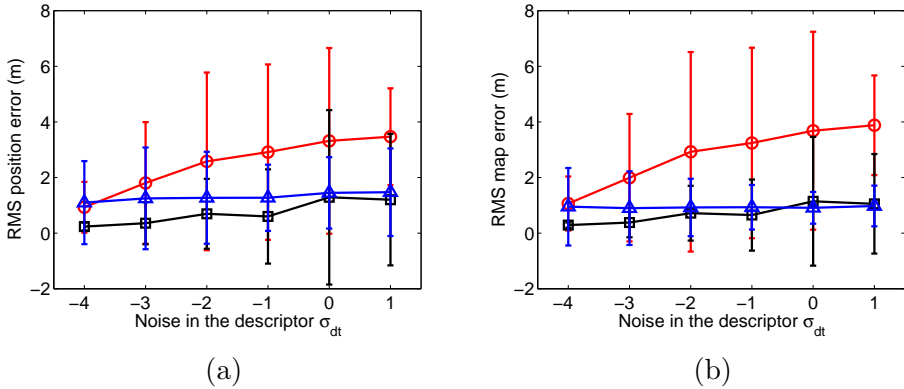 8
6
4
2
0
−2
RMS position error (m)
−4 −3 −2 −1 0 1
Noise in the descriptor σdt
(a)
8
6
4
2
0
−2
RMS map error (m)
−4 −3 −2 −1 0 1
Noise in the descriptor σdt
(b)